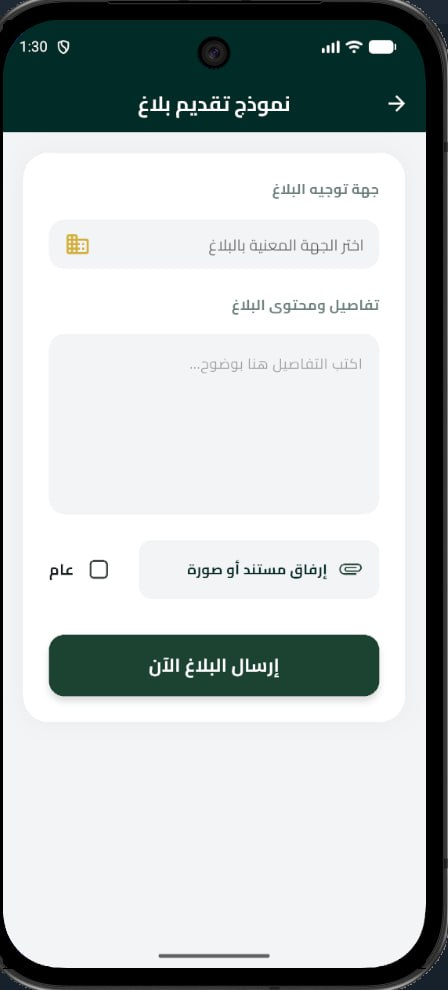 1:30
نموذج تقديم بلاغ
جهة توجيه البلاغ
اختر الجهة المعنية بالبلاغ
تفاصيل ومحتوى البلاغ
اكتب التفاصيل هنا بوضوح...
إرفاق مستند أو صورة
عام
إرسال البلاغ الآن